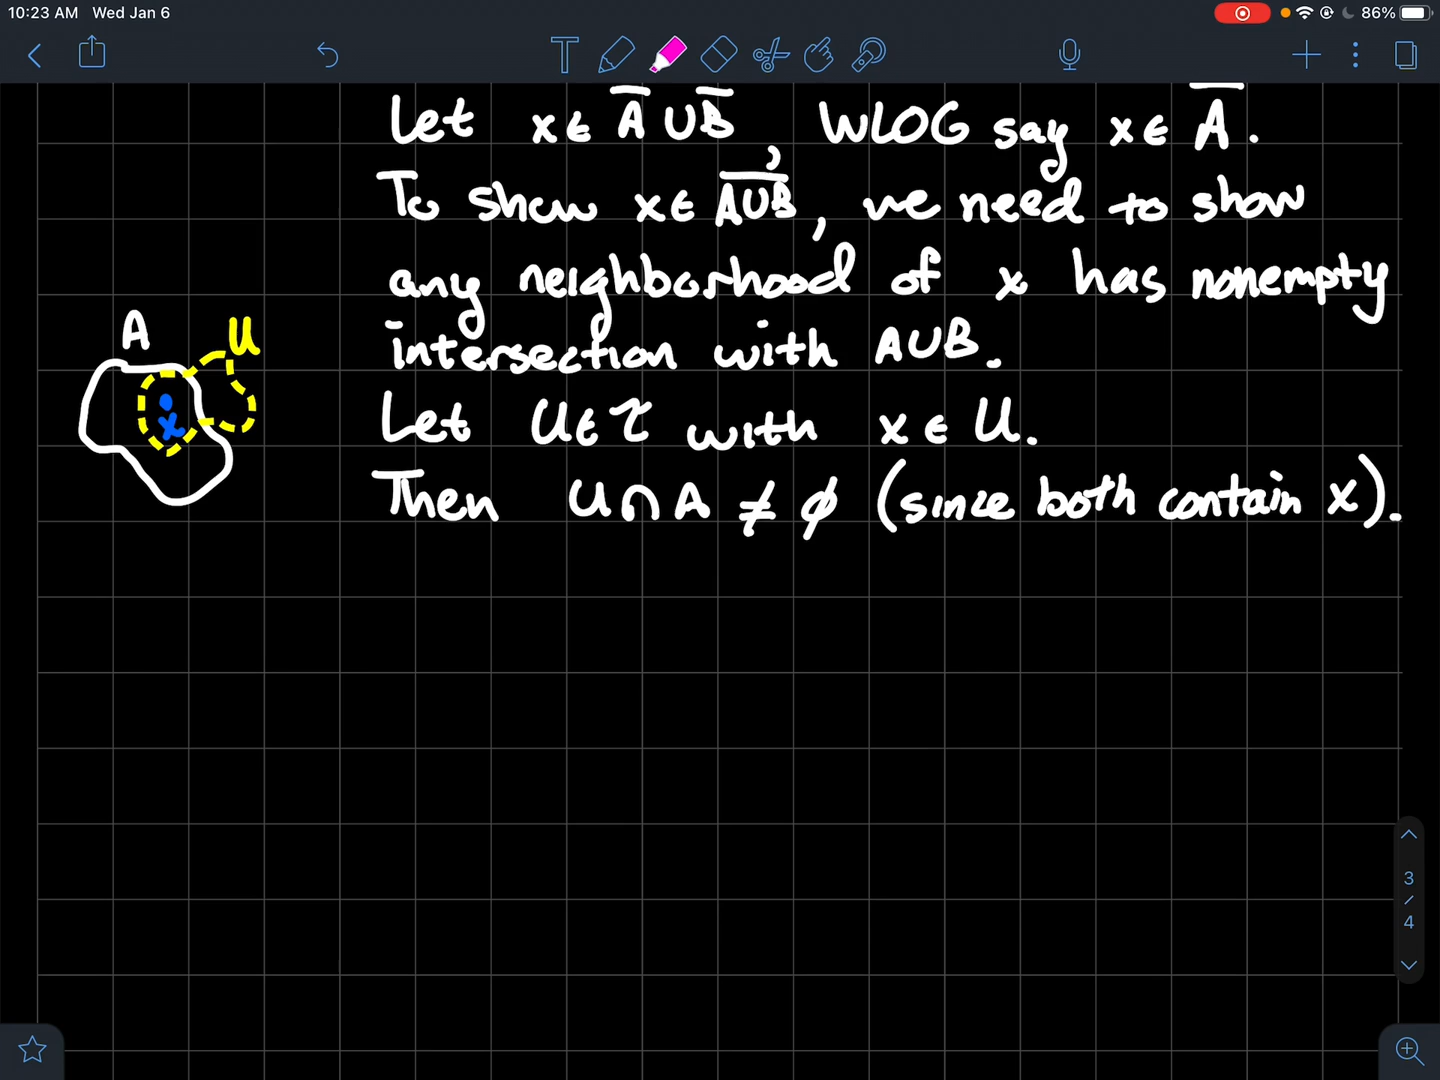 10:23 AM Wed Jan 6
86%
Let x ∈ A̅ ∪ B̅, WLOG say x ∈ A̅.
To show x ∈ A̅∪̅B̅, we need to show
any neighborhood of x has nonempty
intersection with A∪B.
Let U ∈ τ with x ∈ U.
Then U ∩ A ≠ ∅ (since both contain x).
A
U
x
T
3
/
4